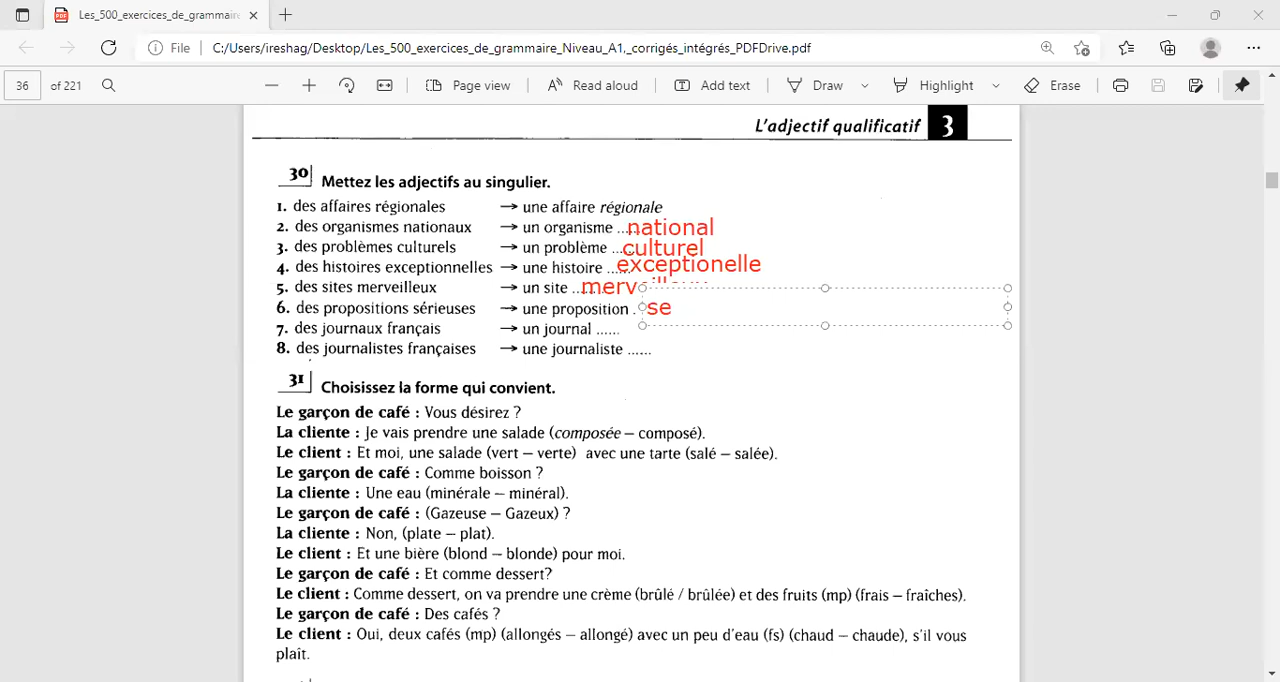 Les_500_exercices_de_grammaire
File C:/Users/ireshag/Desktop/Les_500_exercices_de_grammaire_Niveau_A1,_corrigés_intégrés_PDFDrive.pdf
36 of 221 Page view Read aloud Add text Draw Highlight Erase
L'adjectif qualificatif 3
30 Mettez les adjectifs au singulier.
1. des affaires régionales → une affaire régionale
2. des organismes nationaux → un organisme ... national
3. des problèmes culturels → un problème ... culturel
4. des histoires exceptionnelles → une histoire ...... exceptionelle
5. des sites merveilleux → un site ... merveilleux
6. des propositions sérieuses → une proposition . se
7. des journaux français → un journal ......
8. des journalistes françaises → une journaliste ......
31 Choisissez la forme qui convient.
Le garçon de café : Vous désirez ?
La cliente : Je vais prendre une salade (composée – composé).
Le client : Et moi, une salade (vert – verte) avec une tarte (salé – salée).
Le garçon de café : Comme boisson ?
La cliente : Une eau (minérale – minéral).
Le garçon de café : (Gazeuse – Gazeux) ?
La cliente : Non, (plate – plat).
Le client : Et une bière (blond – blonde) pour moi.
Le garçon de café : Et comme dessert?
Le client : Comme dessert, on va prendre une crème (brûlé / brûlée) et des fruits (mp) (frais – fraîches).
Le garçon de café : Des cafés ?
Le client : Oui, deux cafés (mp) (allongés – allongé) avec un peu d'eau (fs) (chaud – chaude), s'il vous
plaît.